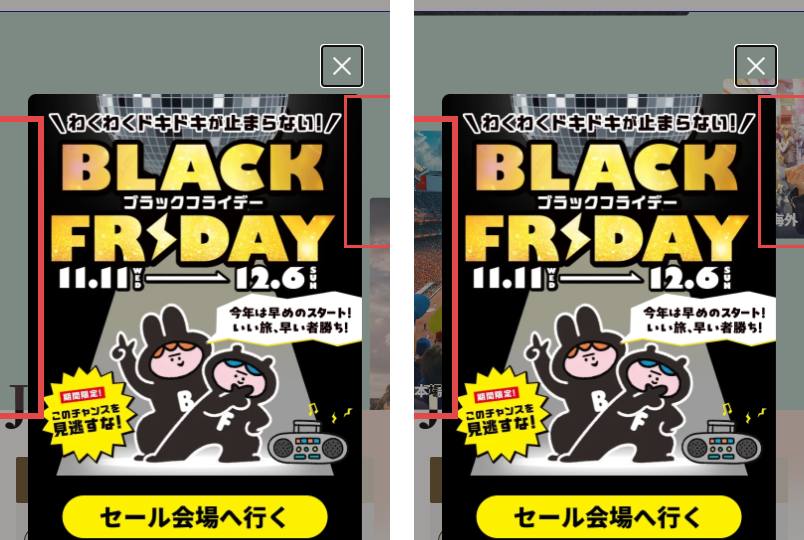 \わくわくドキドキが止まらない!/
BLACK
ブラックフライデー
FRIDAY
11.11 WED → 12.6 SUN
今年は早めのスタート!
いい旅、早い者勝ち!
B
F
期間限定!
このチャンスを
見逃すな!
セール会場へ行く
J
\わくわくドキドキが止まらない!/
BLACK
ブラックフライデー
FRIDAY
11.11 WED → 12.6 SUN
海外
今年は早めのスタート!
いい旅、早い者勝ち!
B
F
期間限定!
このチャンスを
見逃すな!
セール会場へ行く